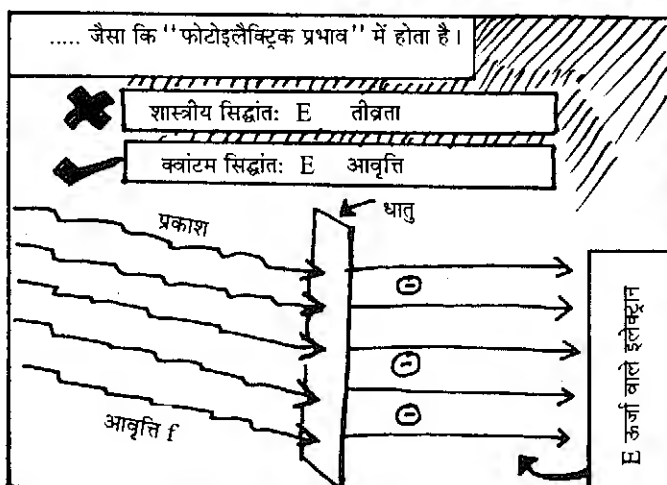 ..... जैसा कि "फोटोइलैक्ट्रिक प्रभाव" में होता है।
शास्त्रीय सिद्वांत: E तीव्रता
क्वांटम सिद्वांत: E आवृत्ति
धातु
प्रकाश
आवृत्ति f
E ऊर्जा वाले इलेक्ट्रान